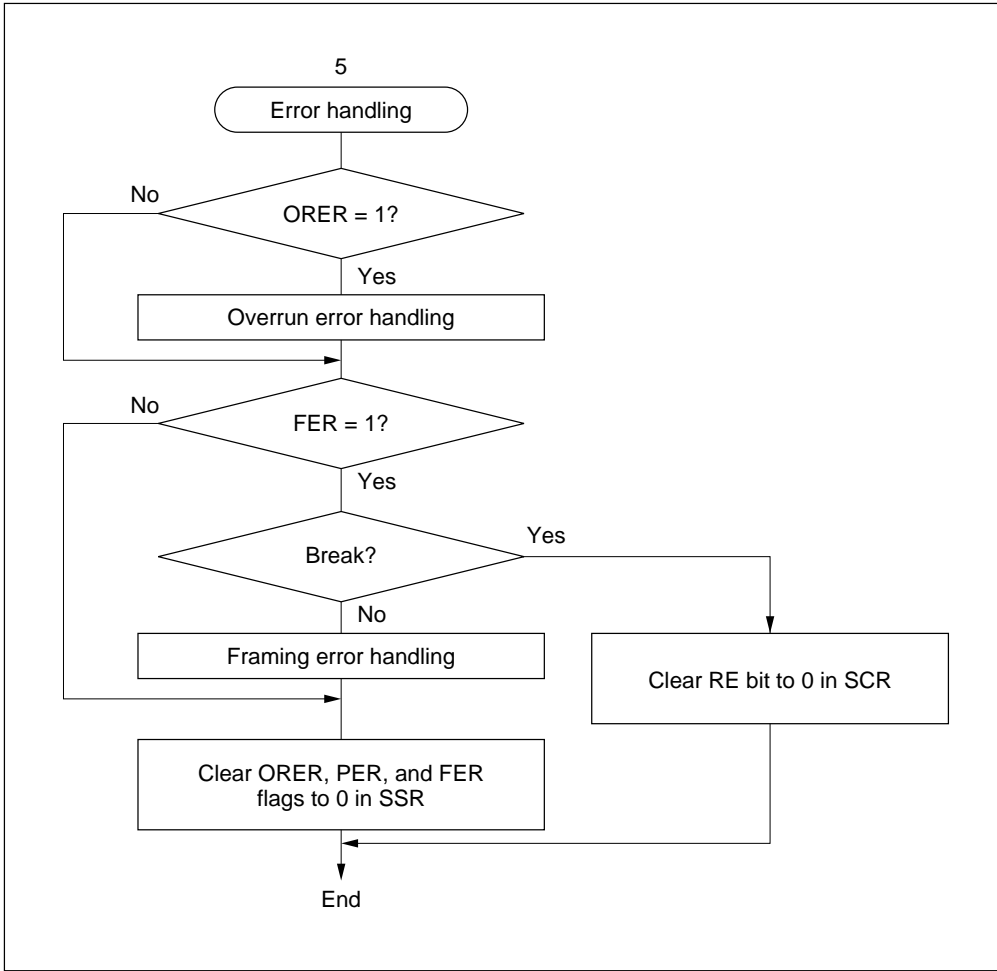 5
Error handling
No
ORER = 1?
Yes
Overrun error handling
No
FER = 1?
Yes
Break?
Yes
No
Framing error handling
Clear RE bit to 0 in SCR
Clear ORER, PER, and FER
flags to 0 in SSR
End